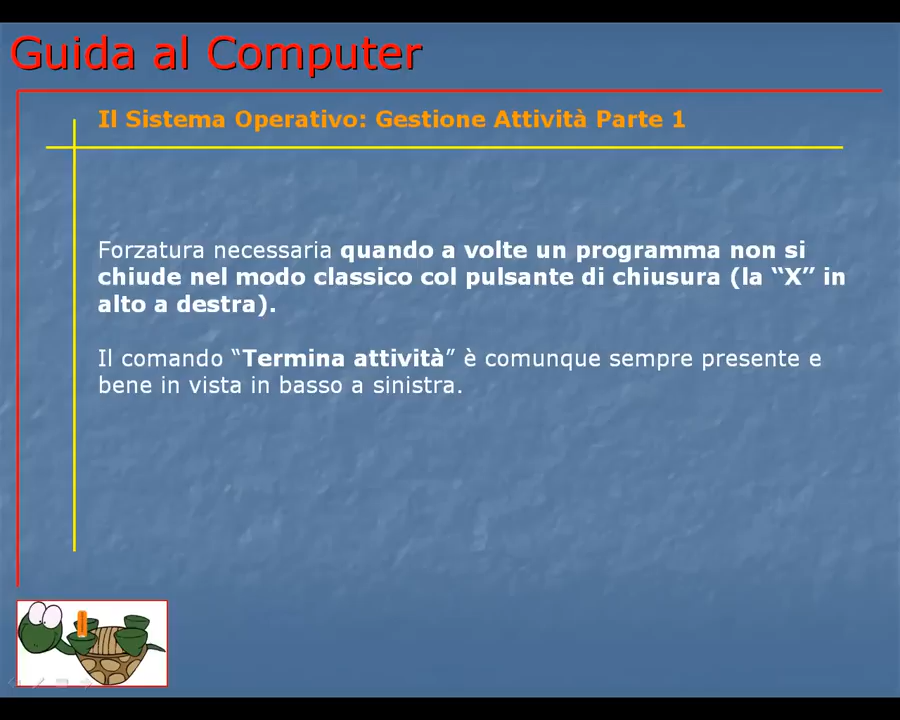 Guida al Computer
Il Sistema Operativo: Gestione Attività Parte 1
Forzatura necessaria quando a volte un programma non si
chiude nel modo classico col pulsante di chiusura (la “X” in
alto a destra).
Il comando “Termina attività” è comunque sempre presente e
bene in vista in basso a sinistra.